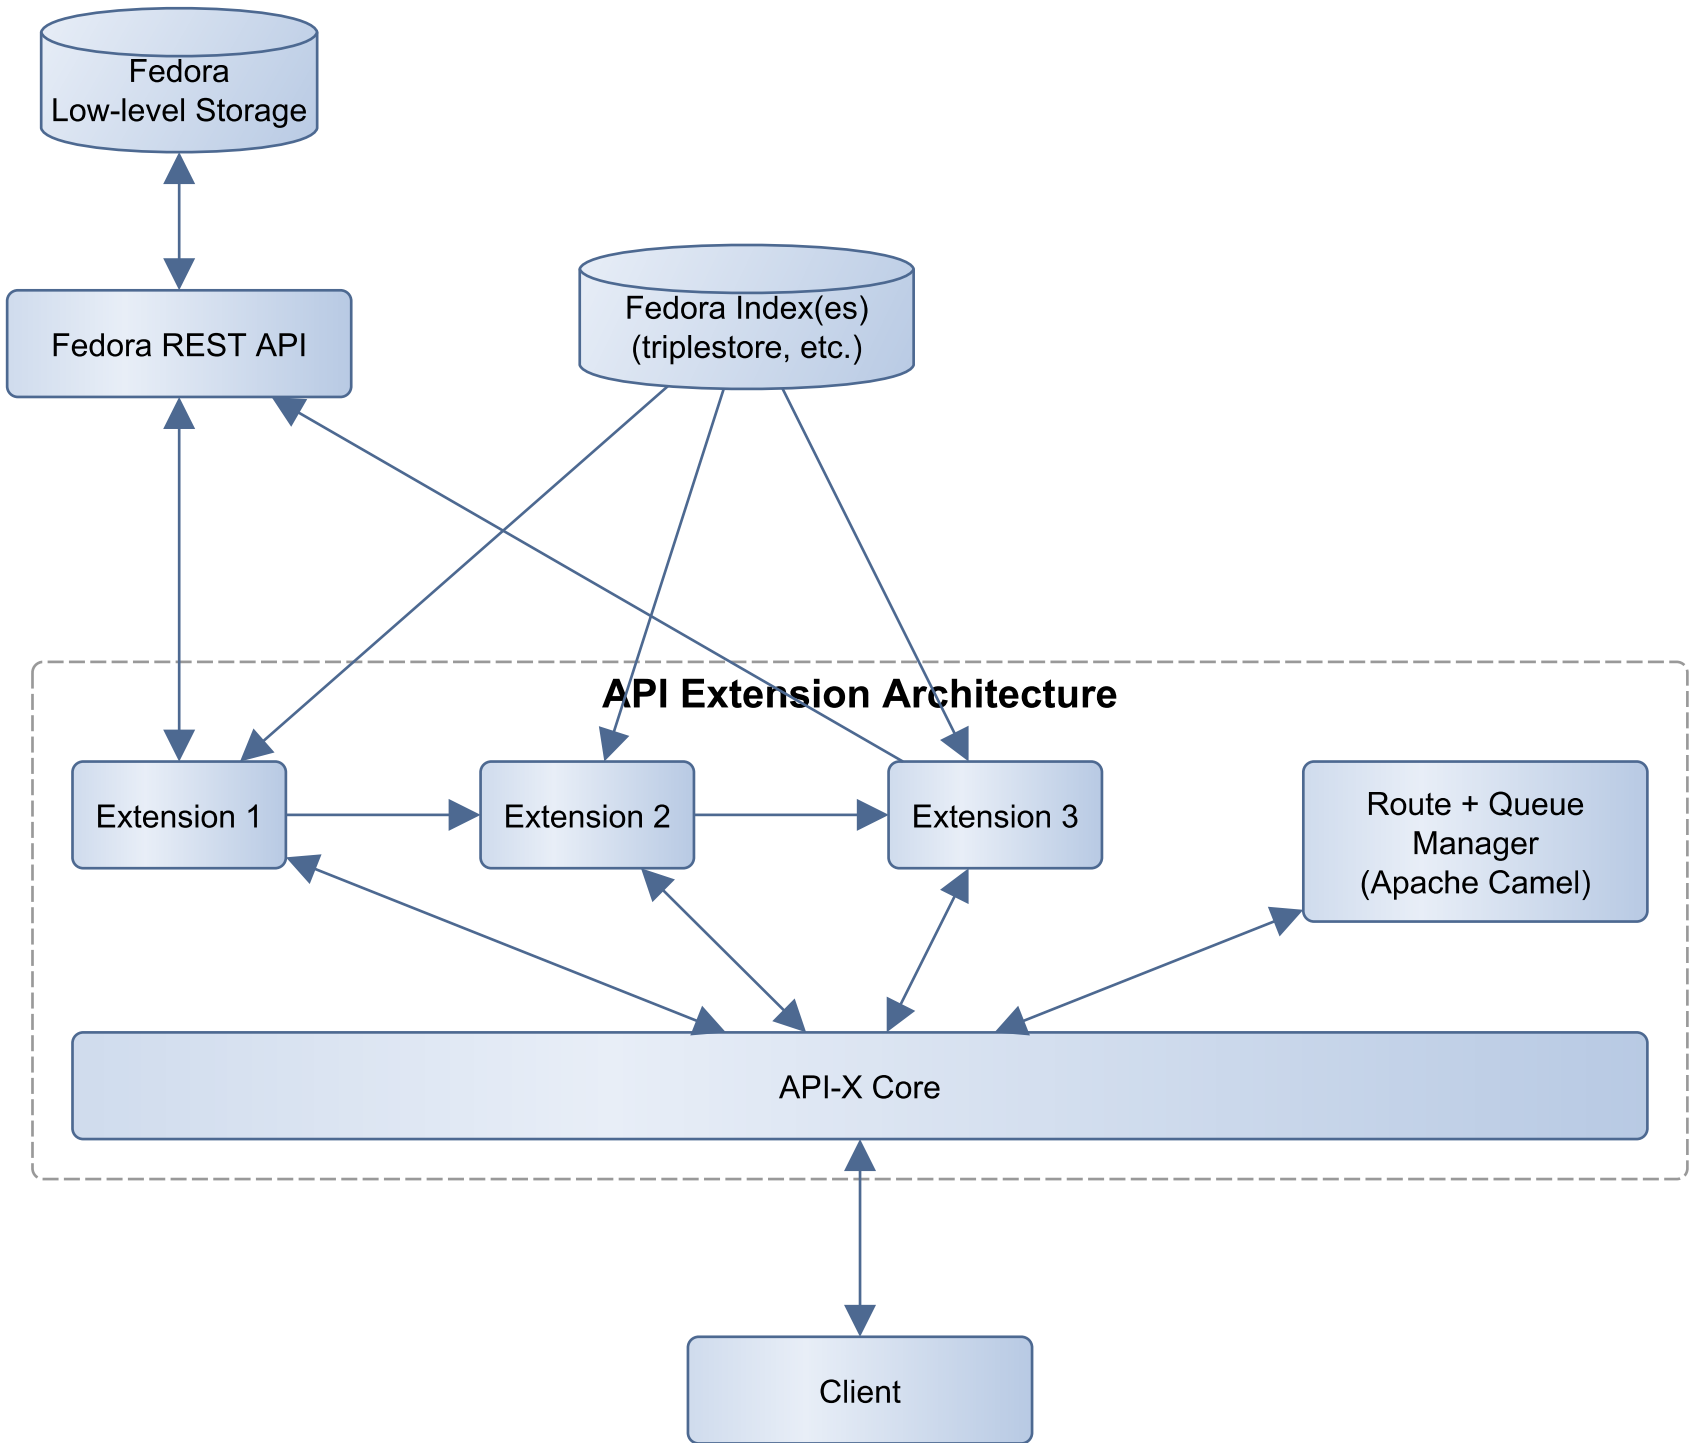 Fedora
Low-level Storage
Fedora REST API
Fedora Index(es)
(triplestore, etc.)
API Extension Architecture
Extension 1
Extension 2
Extension 3
Route + Queue
Manager
(Apache Camel)
API-X Core
Client